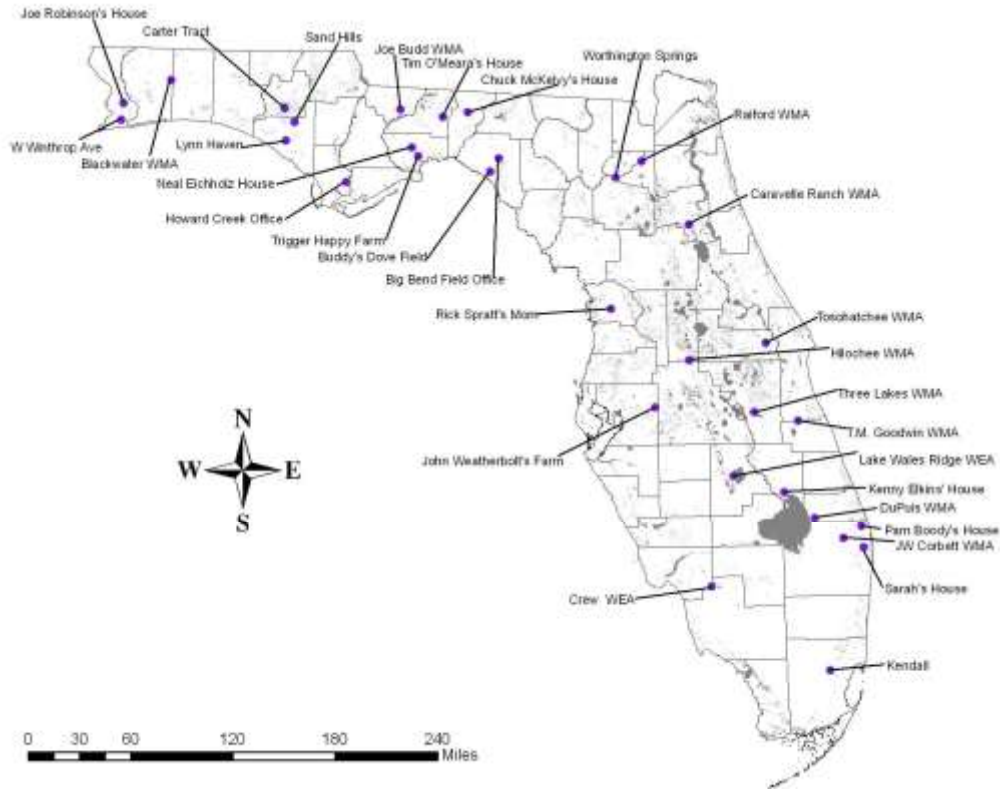 Joe Robinson's House
Carter Tract
Sand Hills
Joe Budd WMA
Tim O'Meara's House
Chuck McKelvy's House
Worthington Springs
Raiford WMA
W Winthrop Ave
Blackwater WMA
Lynn Haven
Neal Eichholz House
Howard Creek Office
Trigger Happy Farm
Buddy's Dove Field
Big Bend Field Office
Caravelle Ranch WMA
Rick Spratt's Mom
Tosohatchee WMA
Hilochee WMA
Three Lakes WMA
T.M. Goodwin WMA
John Weatherbolt's Farm
Lake Wales Ridge WEA
Kenny Elkins' House
DuPuis WMA
Pam Boody's House
JW Corbett WMA
Sarah's House
Crew WEA
Kendall
N
W E
S
0 15 30 60 120 180 240
Miles